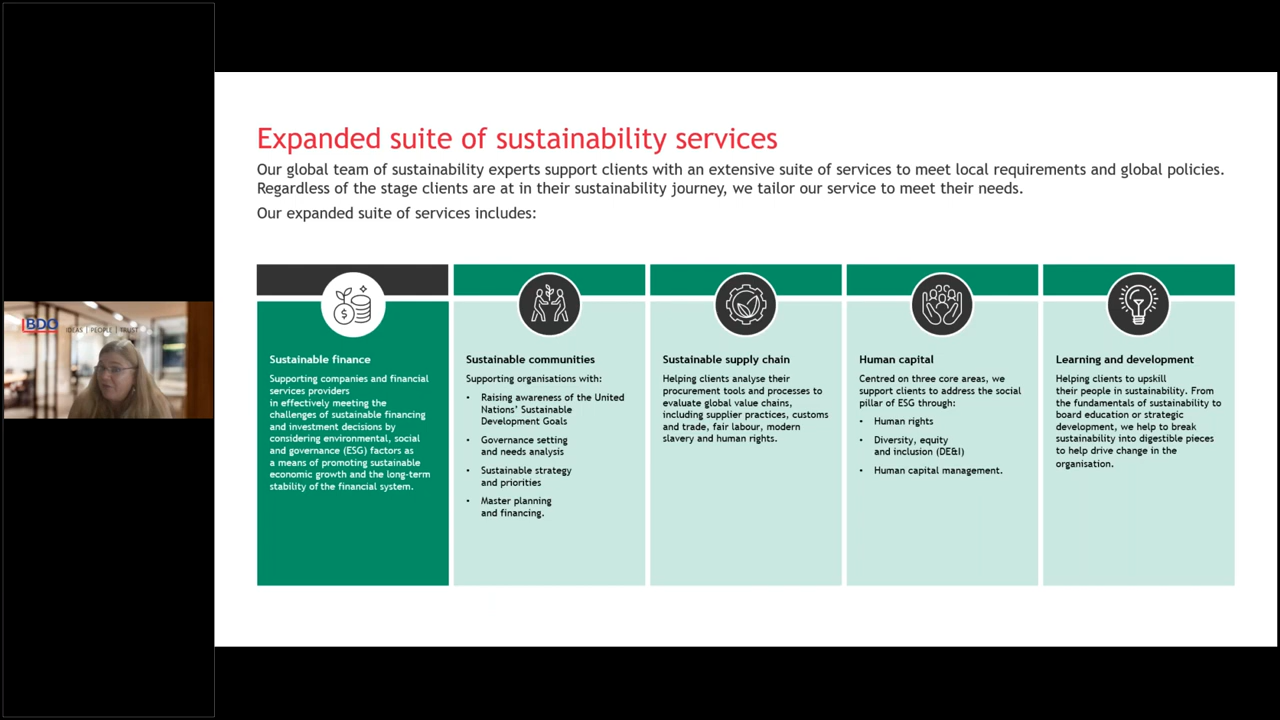 Expanded suite of sustainability services
Our global team of sustainability experts support clients with an extensive suite of services to meet local requirements and global policies.
Regardless of the stage clients are at in their sustainability journey, we tailor our service to meet their needs.
Our expanded suite of services includes:
BDO IDEAS | PEOPLE | TRUST
Sustainable finance
Supporting companies and financial
services providers
in effectively meeting the
challenges of sustainable financing
and investment decisions by
considering environmental, social
and governance (ESG) factors as
a means of promoting sustainable
economic growth and the long-term
stability of the financial system.
Sustainable communities
Supporting organisations with:
• Raising awareness of the United
Nations’ Sustainable
Development Goals
• Governance setting
and needs analysis
• Sustainable strategy
and priorities
• Master planning
and financing.
Sustainable supply chain
Helping clients analyse their
procurement tools and processes to
evaluate global value chains,
including supplier practices, customs
and trade, fair labour, modern
slavery and human rights.
Human capital
Centred on three core areas, we
support clients to address the social
pillar of ESG through:
• Human rights
• Diversity, equity
and inclusion (DE&I)
• Human capital management.
Learning and development
Helping clients to upskill
their people in sustainability. From
the fundamentals of sustainability to
board education or strategic
development, we help to break
sustainability into digestible pieces
to help drive change in the
organisation.